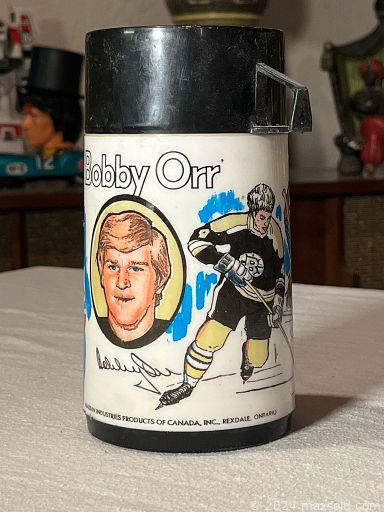 Bobby Orr
INDUSTRIES PRODUCTS OF CANADA, INC., REXDALE, ONTARIO
12
© 2024 maxsold.com